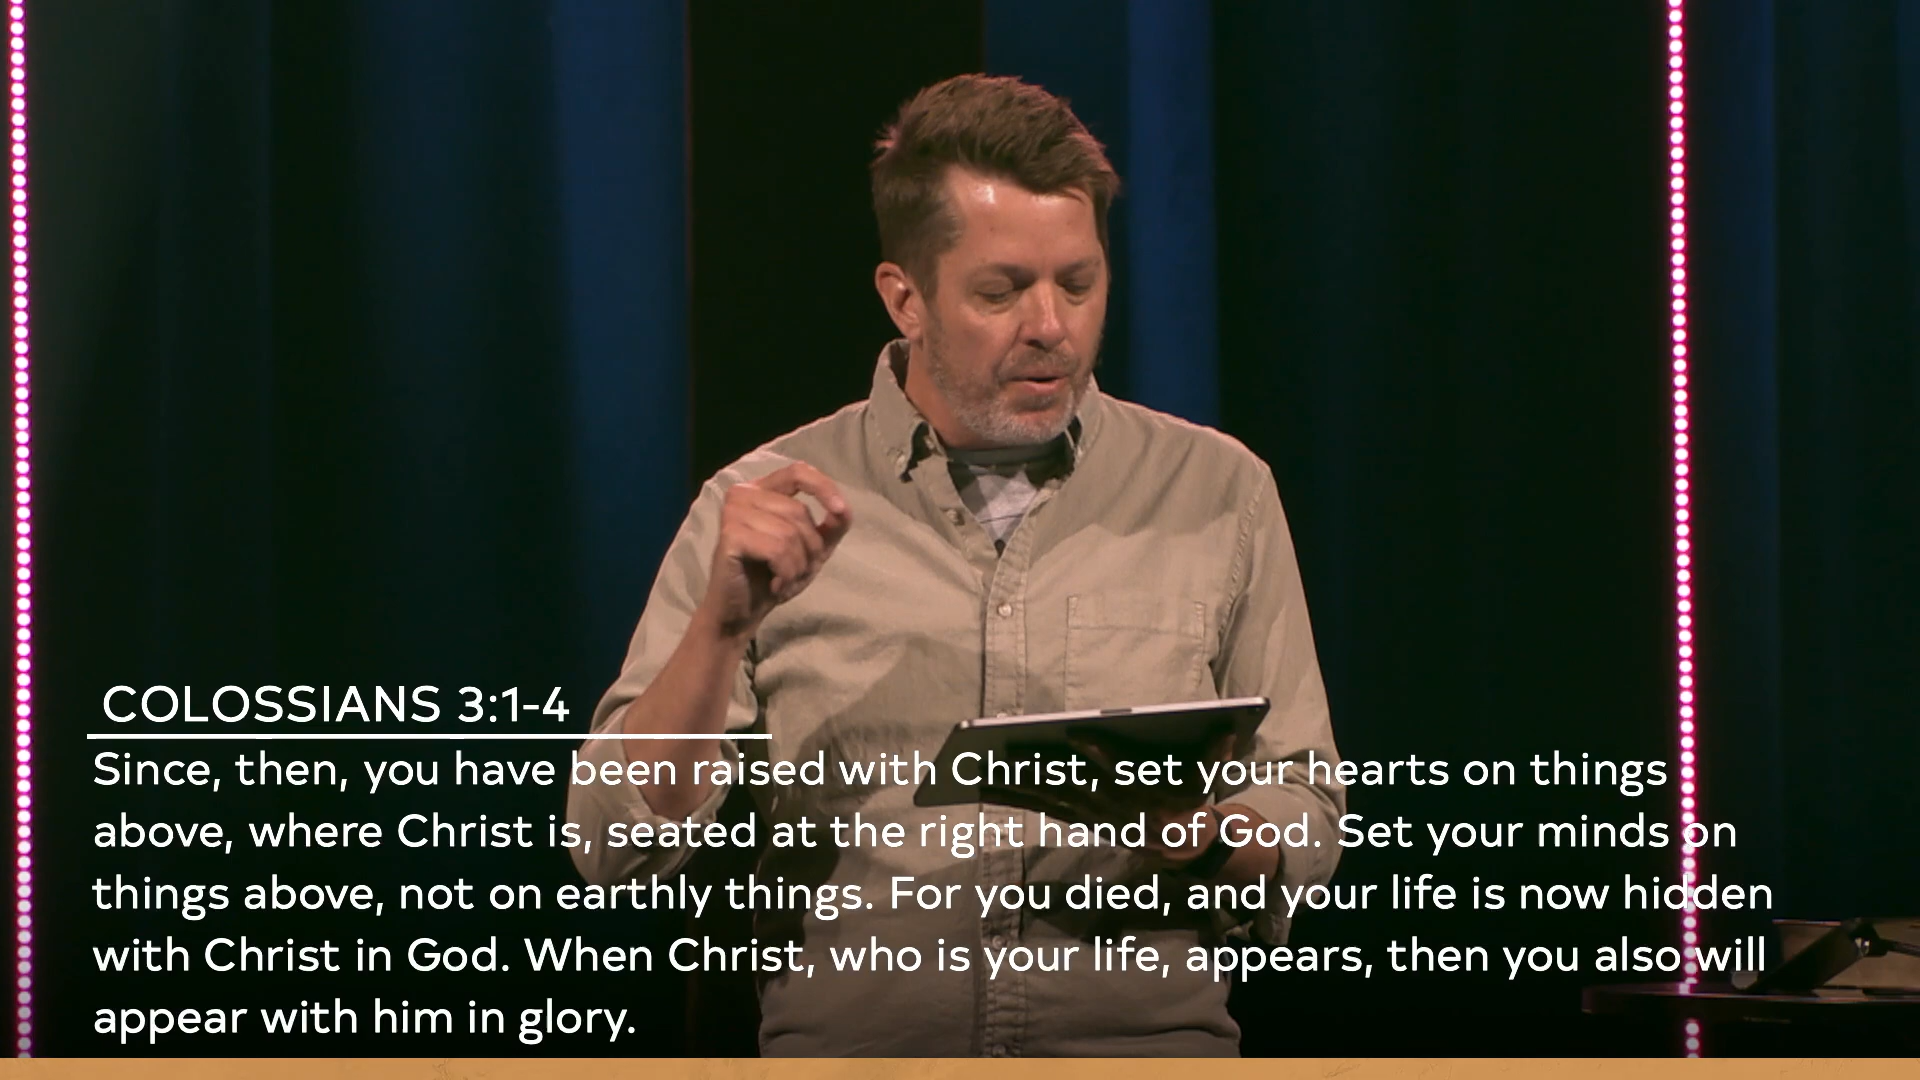 COLOSSIANS 3:1-4
Since, then, you have been raised with Christ, set your hearts on things
above, where Christ is, seated at the right hand of God. Set your minds on
things above, not on earthly things. For you died, and your life is now hidden
with Christ in God. When Christ, who is your life, appears, then you also will
appear with him in glory.